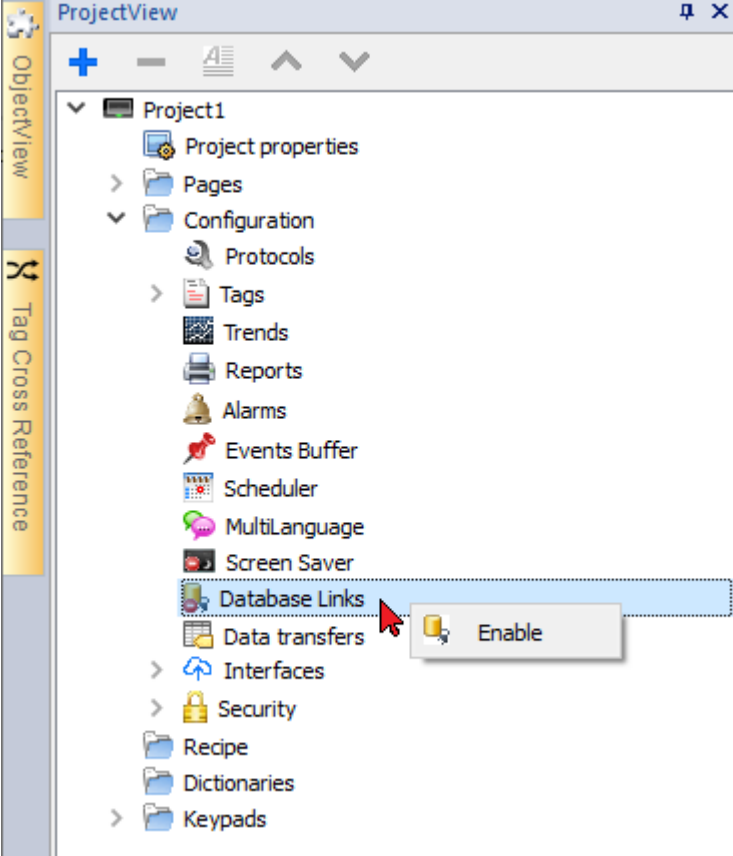 ProjectView
ObjectView
Tag Cross Reference
Project1
Project properties
Pages
Configuration
Protocols
Tags
Trends
Reports
Alarms
Events Buffer
Scheduler
MultiLanguage
Screen Saver
Database Links
Enable
Data transfers
Interfaces
Security
Recipe
Dictionaries
Keypads